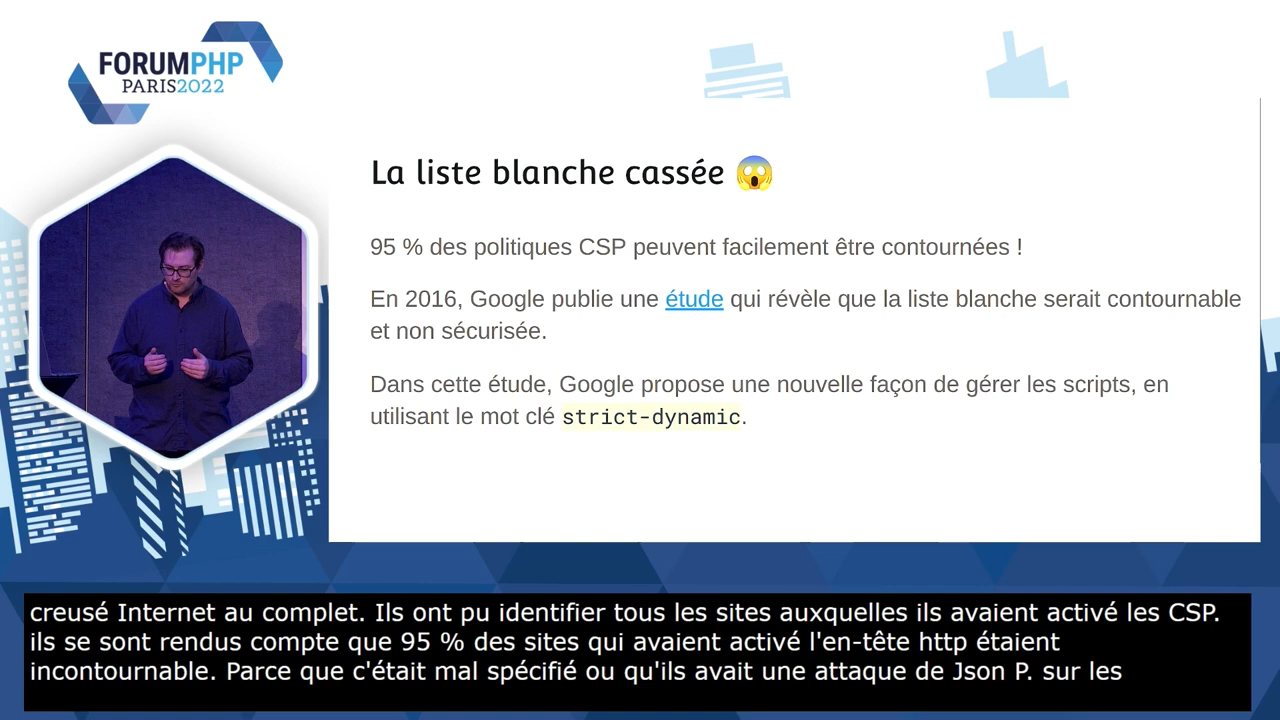 FORUMPHP
PARIS2022
La liste blanche cassée 😱
95 % des politiques CSP peuvent facilement être contournées !
En 2016, Google publie une étude qui révèle que la liste blanche serait contournable
et non sécurisée.
Dans cette étude, Google propose une nouvelle façon de gérer les scripts, en
utilisant le mot clé strict-dynamic.
creusé Internet au complet. Ils ont pu identifier tous les sites auxquelles ils avaient activé les CSP.
ils se sont rendus compte que 95 % des sites qui avaient activé l'en-tête http étaient
incontournable. Parce que c'était mal spécifié ou qu'ils avait une attaque de Json P. sur les